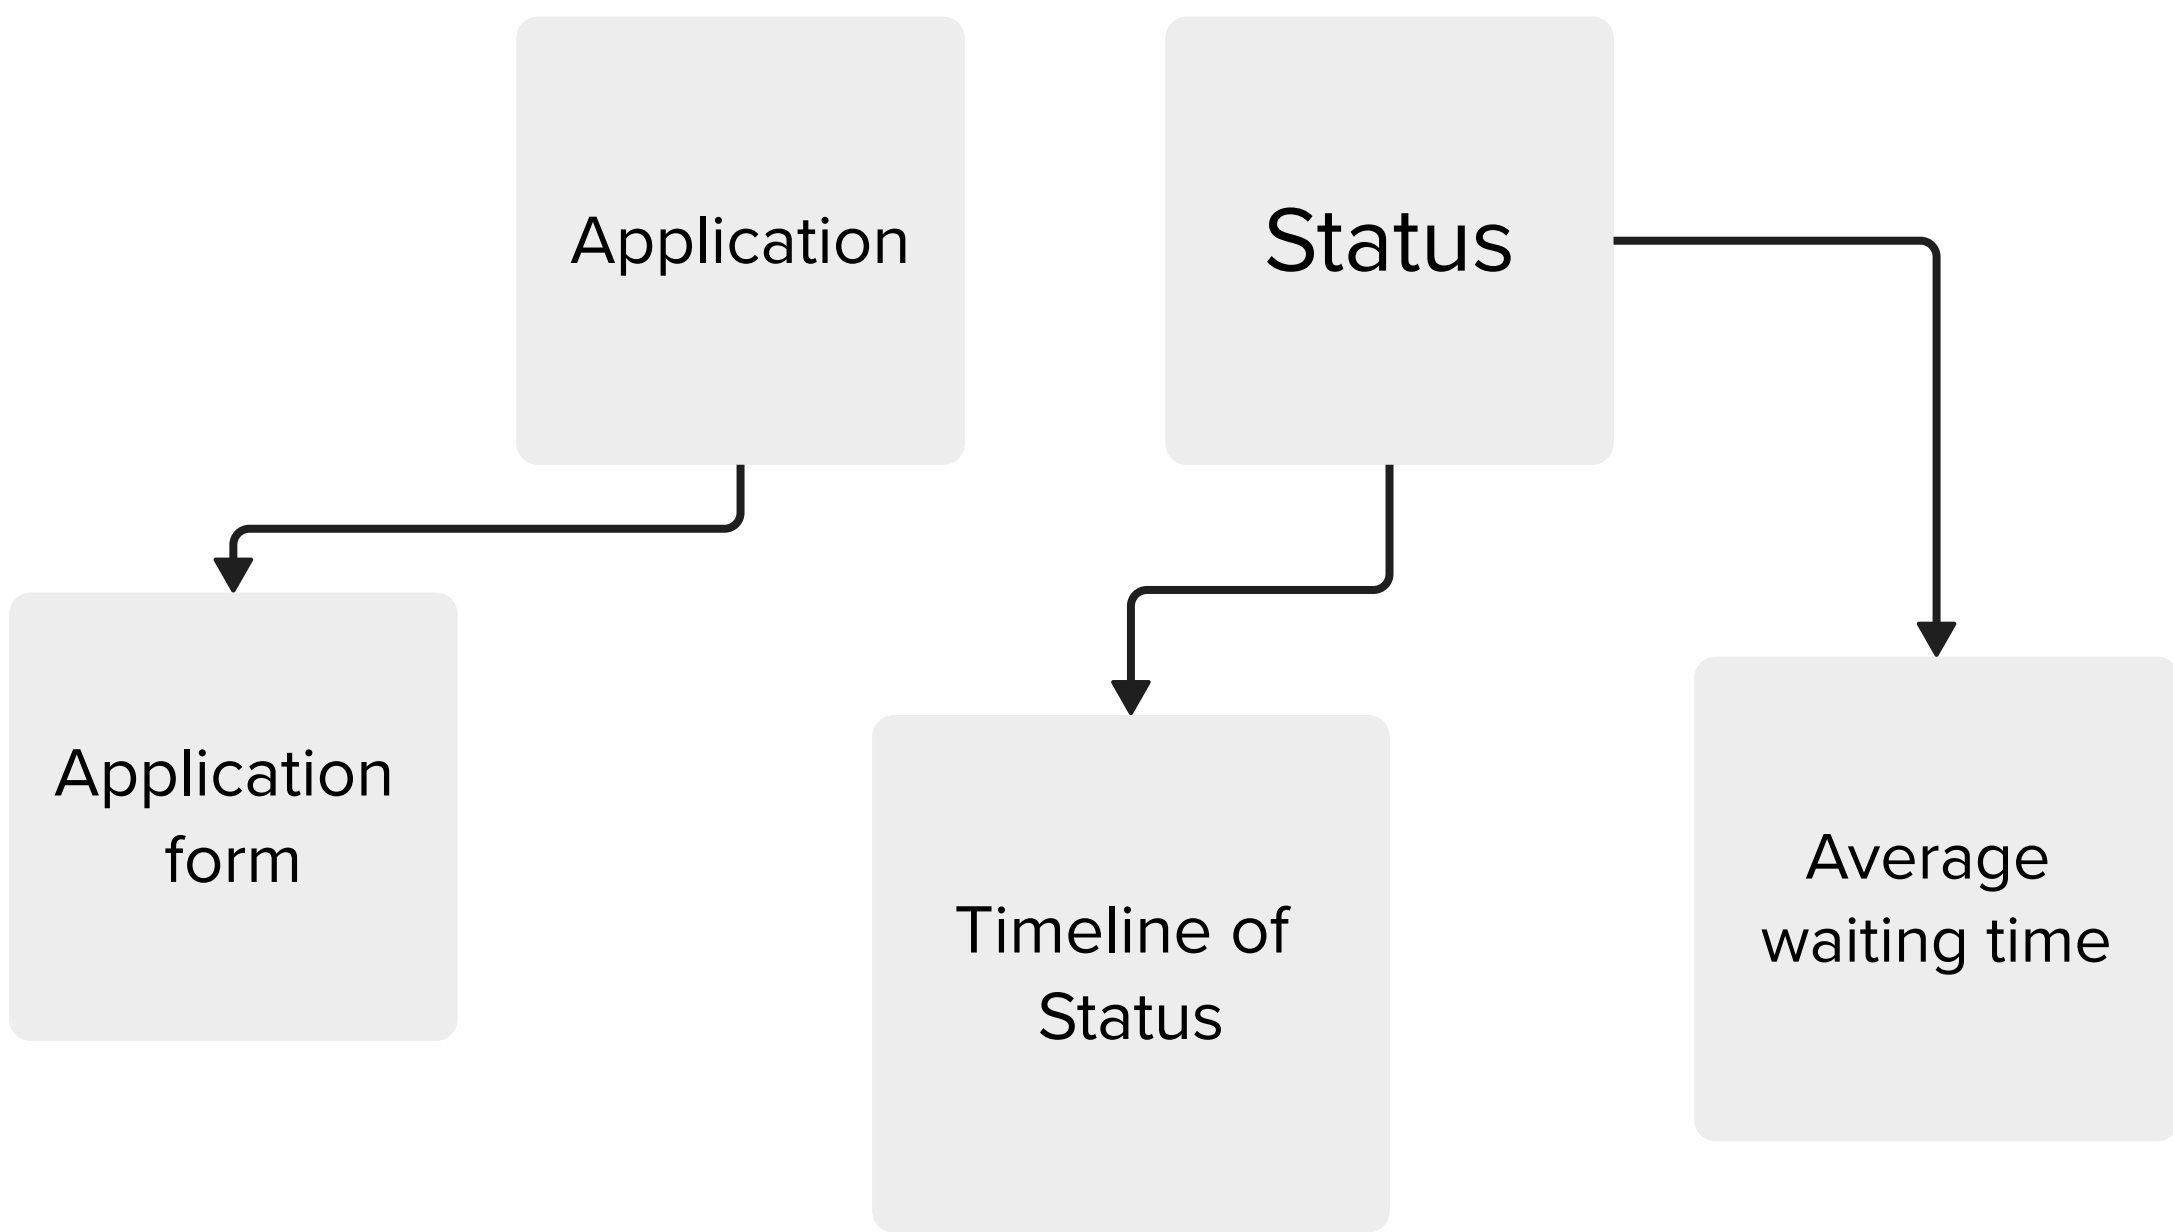 Application
Status
Application
form
Timeline of
Status
Average
waiting time